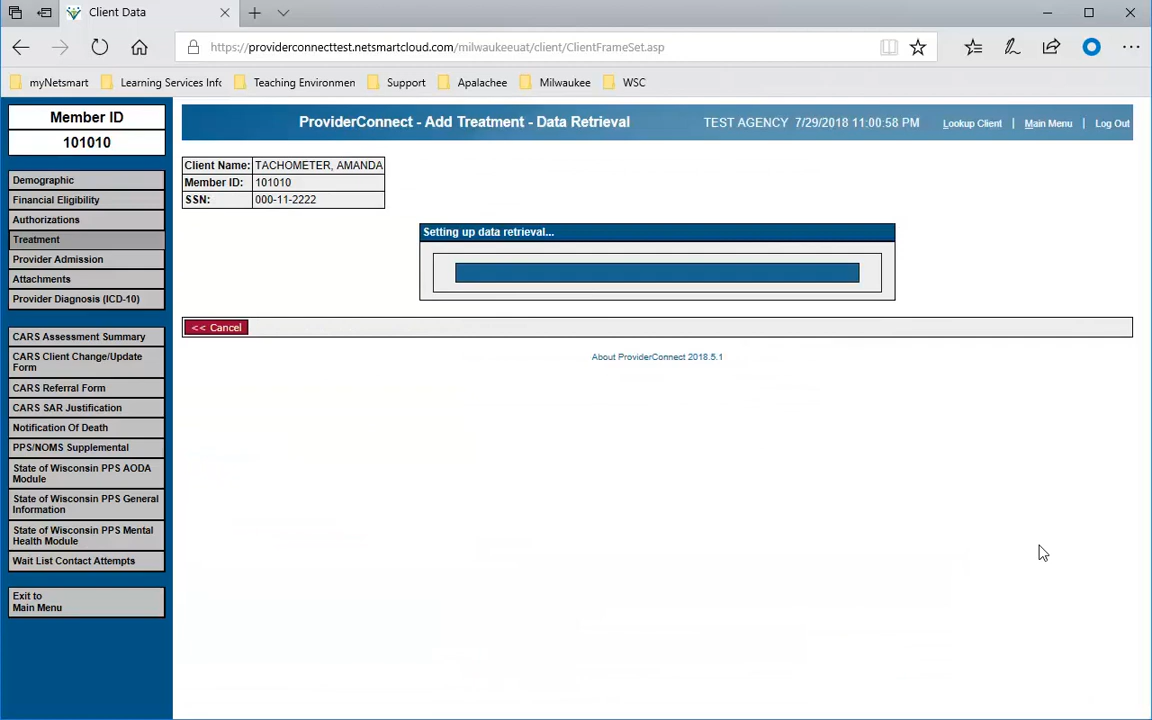 Client Data
https://providerconnecttest.netsmartcloud.com/milwaukeeuat/client/ClientFrameSet.asp
myNetsmart Learning Services Infc Teaching Environmen Support Apalachee Milwaukee WSC
Member ID
101010
Demographic
Financial Eligibility
Authorizations
Treatment
Provider Admission
Attachments
Provider Diagnosis (ICD-10)
CARS Assessment Summary
CARS Client Change/Update
Form
CARS Referral Form
CARS SAR Justification
Notification Of Death
PPS/NOMS Supplemental
State of Wisconsin PPS AODA
Module
State of Wisconsin PPS General
Information
State of Wisconsin PPS Mental
Health Module
Wait List Contact Attempts
Exit to
Main Menu
ProviderConnect - Add Treatment - Data Retrieval TEST AGENCY 7/29/2018 11:00:58 PM Lookup Client | Main Menu | Log Out
Client Name: TACHOMETER, AMANDA
Member ID: 101010
SSN: 000-11-2222
Setting up data retrieval...
<< Cancel
About ProviderConnect 2018.5.1